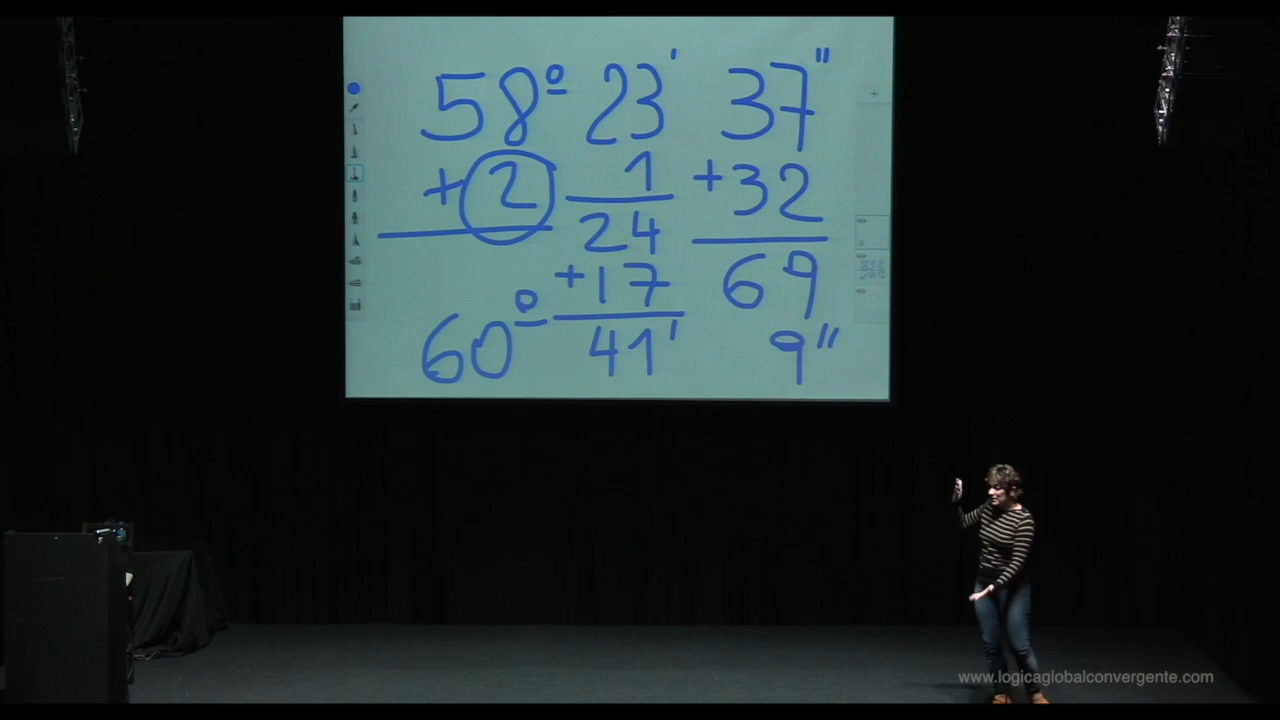 58º 23' 37"
+ 2 1 +32
24 69
+17
60º 41' 9"
www.logicaglobalconvergente.com